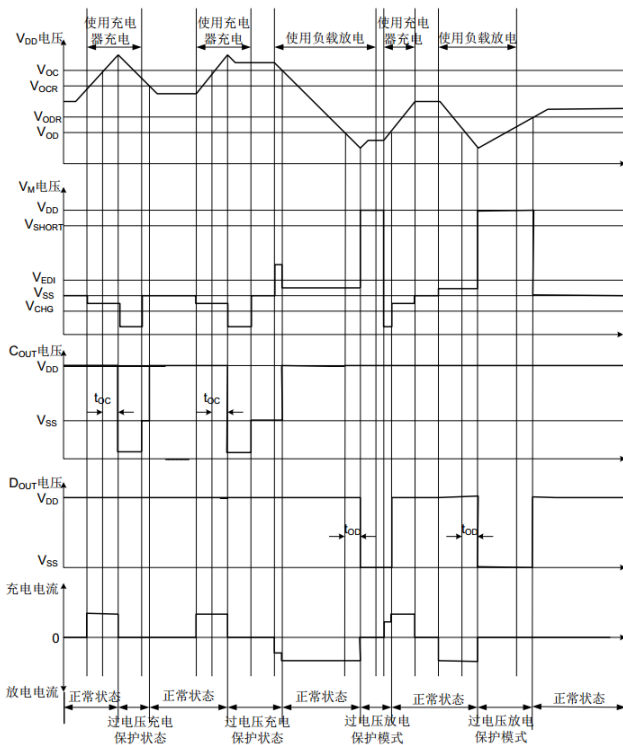 使用充电
器充电
使用充电
器充电
使用负载放电
使用充电
器充电
使用负载放电
VDD电压
VOC
VOCR
VODR
VOD
VM电压
VDD
VSHORT
VEDI
VSS
VCHG
COUT电压
VDD
tOC
tOC
VSS
DOUT电压
VDD
tOD
tOD
VSS
充电电流
0
放电电流
正常状态
正常状态
正常状态
正常状态
正常状态
过电压充电
保护状态
过电压充电
保护状态
过电压放电
保护模式
过电压放电
保护模式